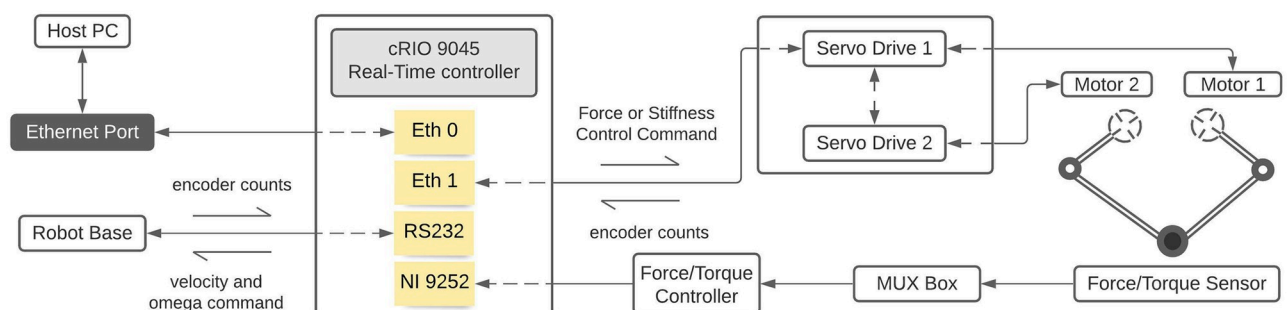 Host PC
Ethernet Port
cRIO 9045
Real-Time controller
Eth 0
Eth 1
RS232
NI 9252
encoder counts
Robot Base
velocity and
omega command
Force or Stiffness
Control Command
encoder counts
Servo Drive 1
Servo Drive 2
Motor 2
Motor 1
Force/Torque
Controller
MUX Box
Force/Torque Sensor